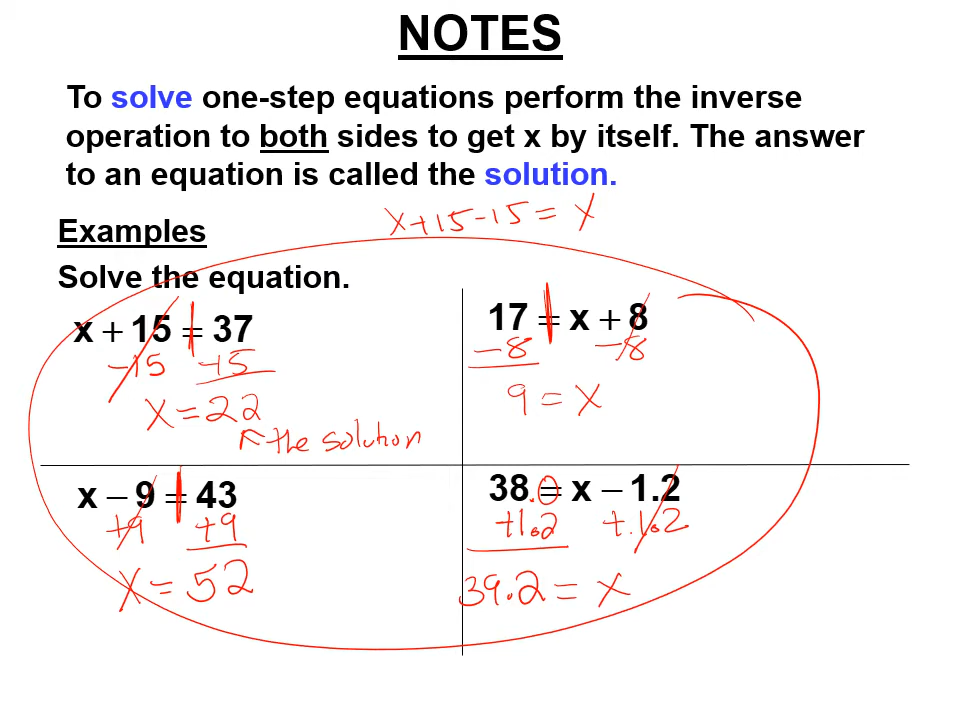 NOTES
To solve one-step equations perform the inverse
operation to both sides to get x by itself. The answer
to an equation is called the solution.
x+15-15 = x
Examples
Solve the equation.
x + 15 = 37
-15 -15
x = 22
the solution
17 = x + 8
-8 -8
9 = x
x - 9 = 43
+9 +9
x = 52
38.0 = x - 1.2
+1.2 +1.2
39.2 = x